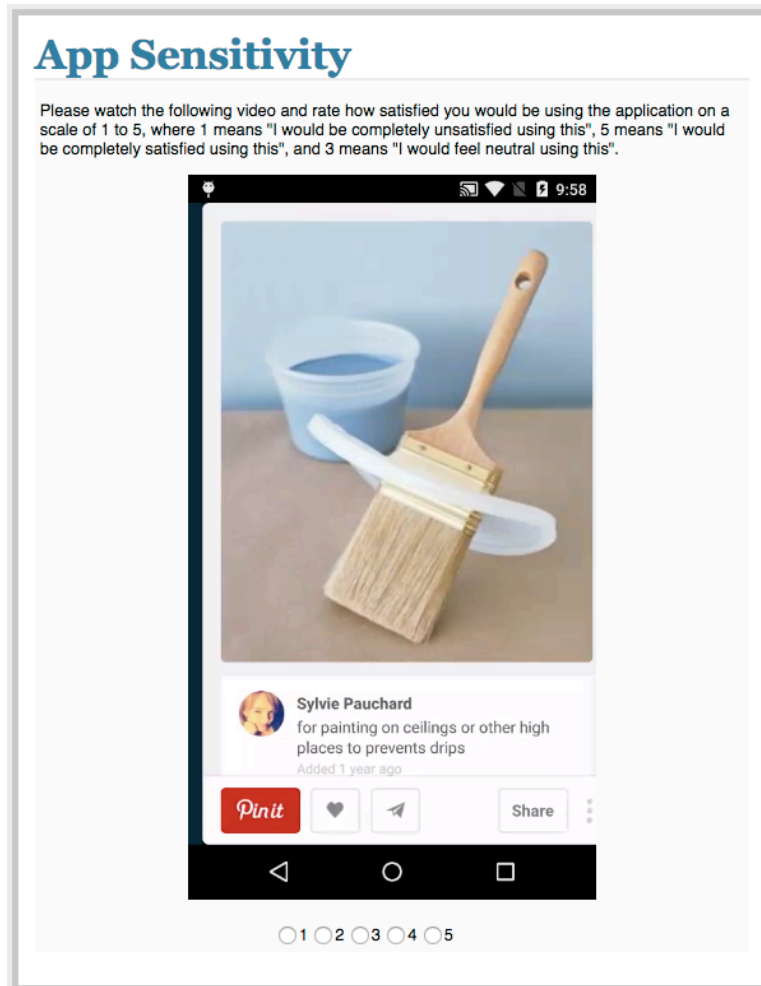 App Sensitivity
Please watch the following video and rate how satisfied you would be using the application on a
scale of 1 to 5, where 1 means "I would be completely unsatisfied using this", 5 means "I would
be completely satisfied using this", and 3 means "I would feel neutral using this".
9:58
Sylvie Pauchard
for painting on ceilings or other high
places to prevents drips
Added 1 year ago
Pin it
Share
1 2 3 4 5